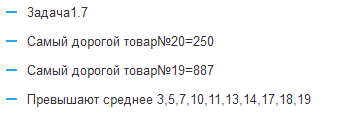 Задача1.7
Самый дорогой товар№20=250
Самый дорогой товар№19=887
Превышают среднее 3,5,7,10,11,13,14,17,18,19